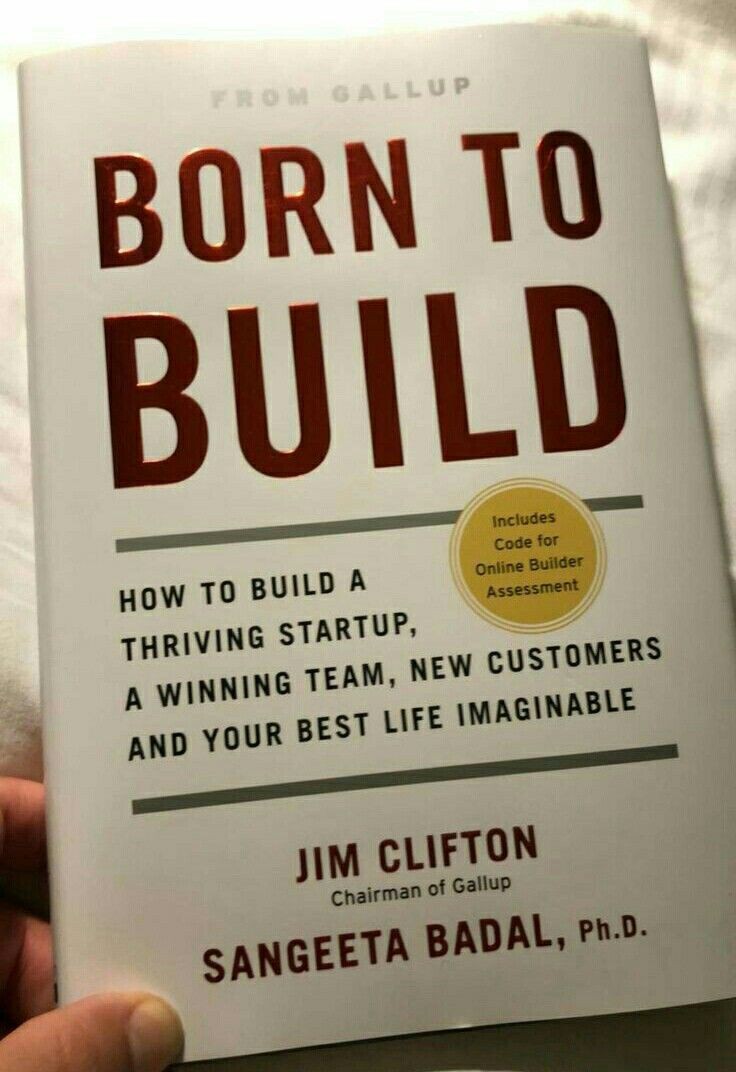 FROM GALLUP
BORN TO
BUILD
Includes
Code for
Online Builder
Assessment
HOW TO BUILD A
THRIVING STARTUP,
A WINNING TEAM, NEW CUSTOMERS
AND YOUR BEST LIFE IMAGINABLE
JIM CLIFTON
Chairman of Gallup
SANGEETA BADAL, Ph.D.